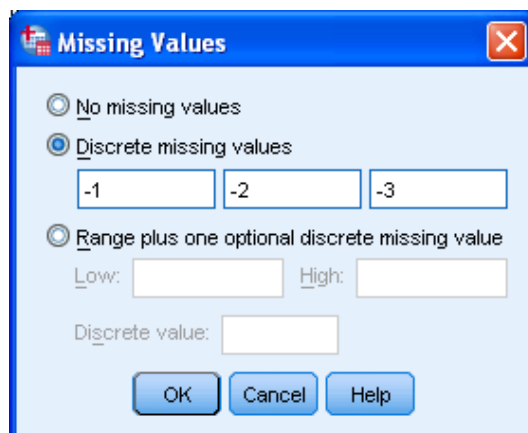 Missing Values
No missing values
Discrete missing values
-1 -2 -3
Range plus one optional discrete missing value
Low: High:
Discrete value:
OK Cancel Help